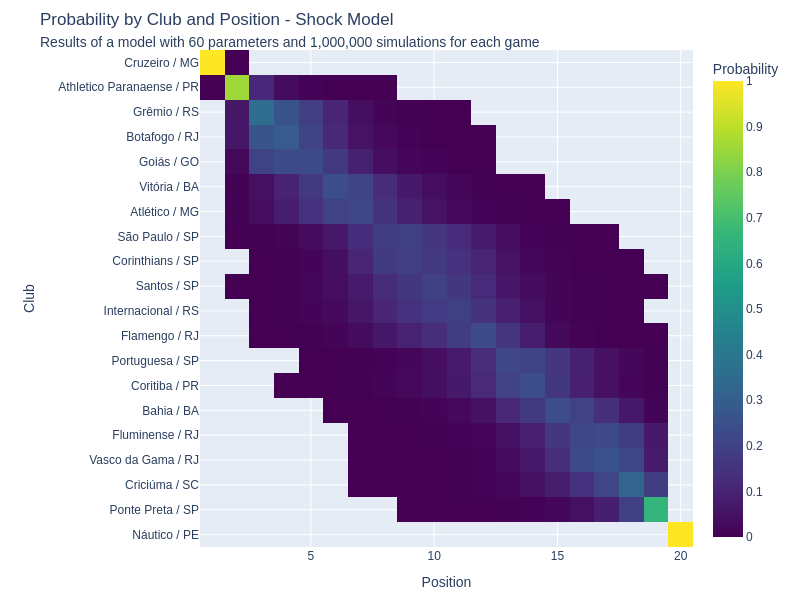 Probability by Club and Position - Shock Model
Results of a model with 60 parameters and 1,000,000 simulations for each game
Cruzeiro / MG
Athletico Paranaense / PR
Grêmio / RS
Botafogo / RJ
Goiás / GO
Vitória / BA
Atlético / MG
São Paulo / SP
Corinthians / SP
Santos / SP
Internacional / RS
Flamengo / RJ
Portuguesa / SP
Coritiba / PR
Bahia / BA
Fluminense / RJ
Vasco da Gama / RJ
Criciúma / SC
Ponte Preta / SP
Náutico / PE
Club
5
10
15
20
Position
Probability
1
0.9
0.8
0.7
0.6
0.5
0.4
0.3
0.2
0.1
0